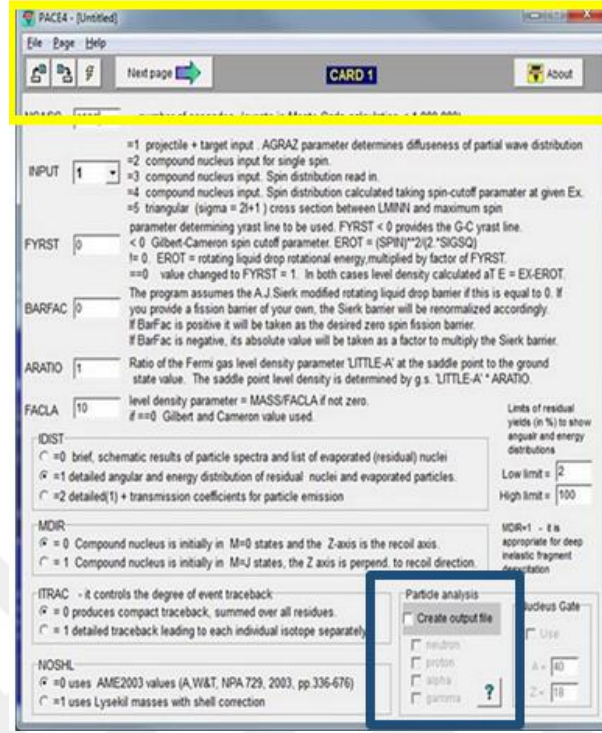 PACE4 - [Untitled]
File Page Help
Next page
CARD 1
About
INPUT 1
=1 projectile + target input . AGRAZ parameter determines diffuseness of partial wave distribution
=2 compound nucleus input for single spin.
=3 compound nucleus input. Spin distribution read in.
=4 compound nucleus input. Spin distribution calculated taking spin-cutoff paramater at given Ex.
=5 triangular (sigma = 2l+1 ) cross section between LMINN and maximum spin
FYRST 0
parameter determining yrast line to be used. FYRST < 0 provides the G-C yrast line.
< 0 Gilbert-Cameron spin cutoff parameter. EROT = (SPIN)**2/(2.*SIGSQ)
!= 0. EROT = rotating liquid drop rotational energy,multiplied by factor of FYRST.
==0 value changed to FYRST = 1. In both cases level density calculated aT E = EX-EROT.
BARFAC 0
The program assumes the A.J.Sierk modified rotating liquid drop barrier if this is equal to 0. If
you provide a fission barrier of your own, the Sierk barrier will be renormalized accordingly.
If BarFac is positive it will be taken as the desired zero spin fission barrier.
If BarFac is negative, its absolute value will be taken as a factor to multiply the Sierk barrier.
ARATIO 1
Ratio of the Fermi gas level density parameter 'LITTLE-A' at the saddle point to the ground
state value. The saddle point level density is determined by g.s. 'LITTLE-A' * ARATIO.
FACLA 10
level density parameter = MASS/FACLA if not zero.
if ==0 Gilbert and Cameron value used.
IDIST
=0 brief, schematic results of particle spectra and list of evaporated (residual) nuclei
=1 detailed angular and energy distribution of residual nuclei and evaporated particles.
=2 detailed(1) + transmission coefficients for particle emission
Limits of residual
yields (in %) to show
angualr and energy
distributions
Low limit = 2
High limit = 100
MDIR
= 0 Compound nucleus is initially in M=0 states and the Z-axis is the recoil axis.
= 1 Compound nucleus is initially in M=J states, the Z axis is perpend. to recoil direction.
MDIR=1 - it is
appropriate for deep
inelastic fragment
deexcitation
ITRAC - it controls the degree of event traceback
= 0 produces compact traceback, summed over all residues.
= 1 detailed traceback leading to each individual isotope separately
NOSHL
=0 uses AME2003 values (A,W&T, NPA 729, 2003, pp.336-676)
=1 uses Lysekil masses with shell correction
Particle analysis
Create output file
neutron
proton
alpha
gamma
?
Nucleus Gate
Use
A = 40
Z = 18